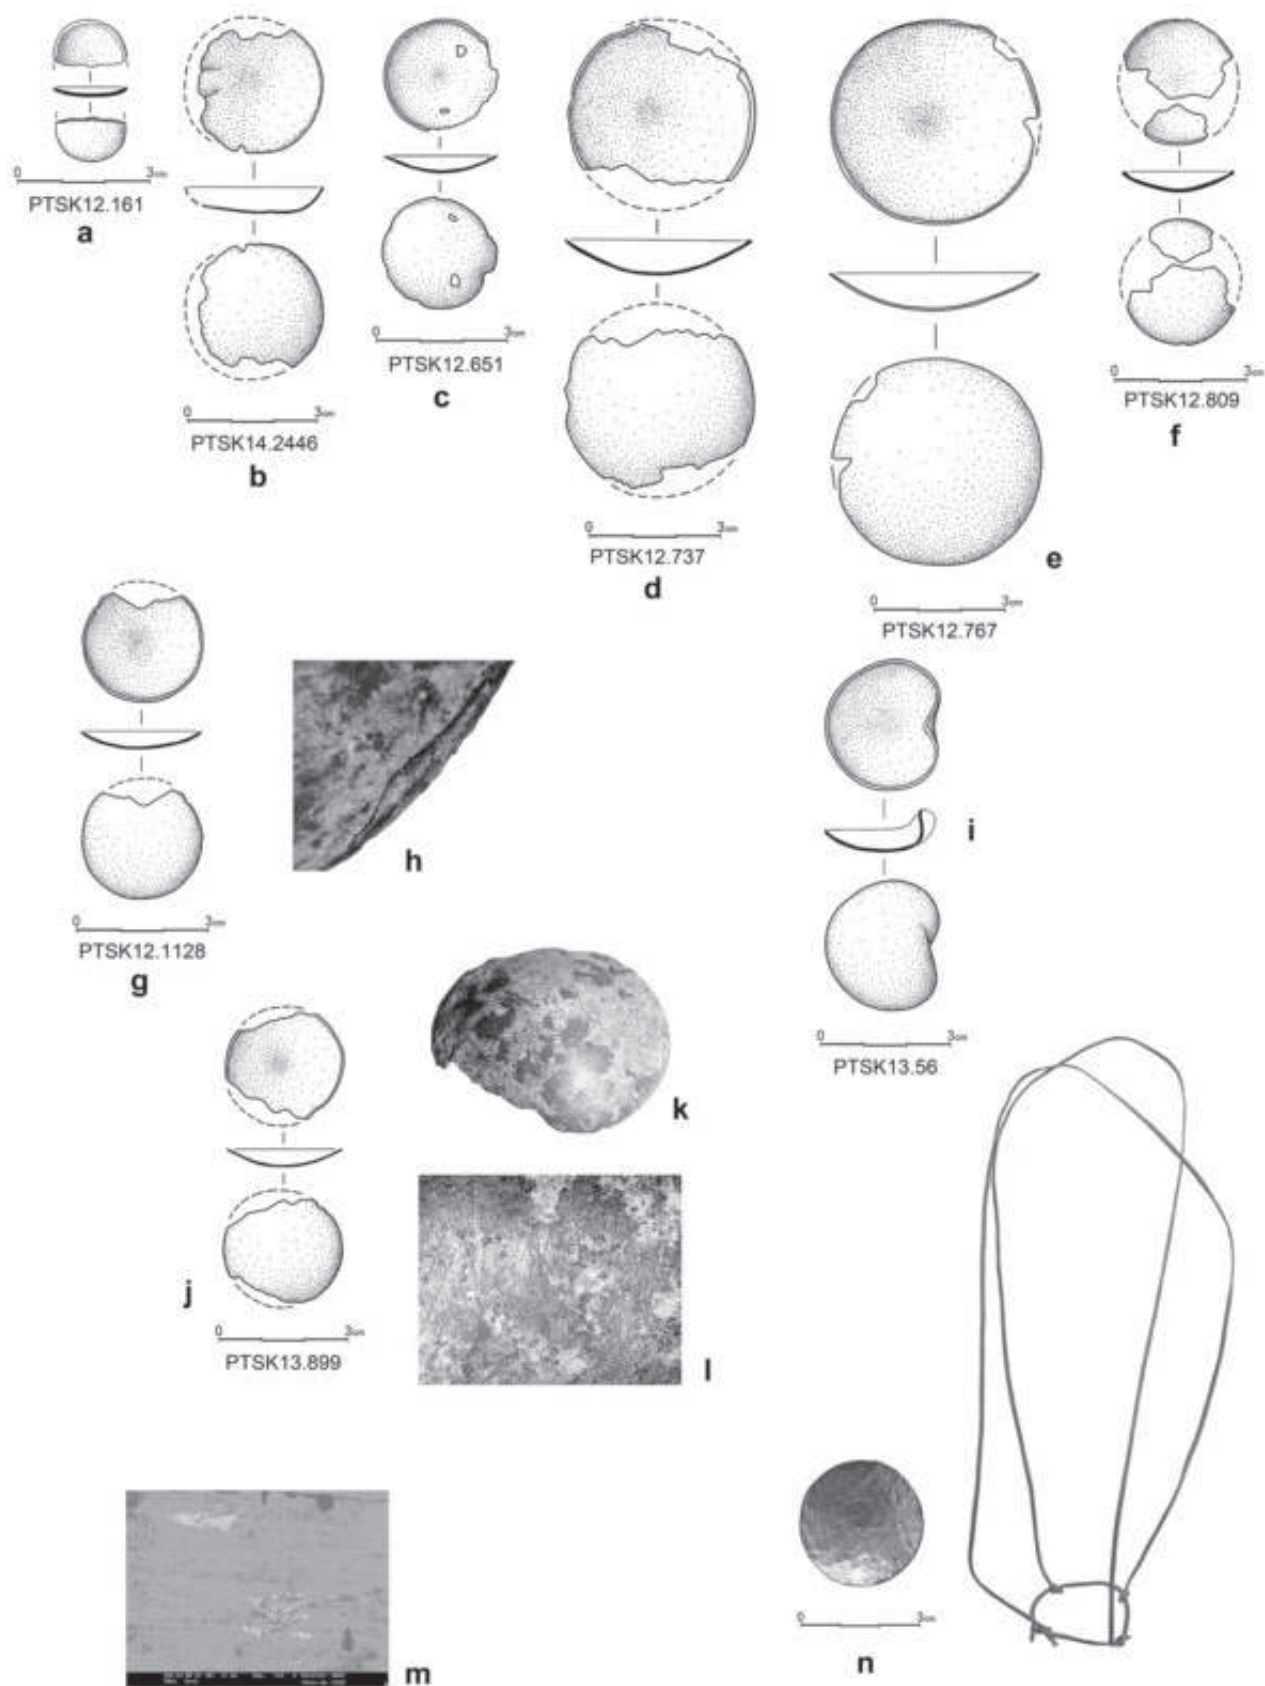 0 3cm
PTSK12.161
a
0 3cm
PTSK14.2446
b
D
0 3cm
PTSK12.651
c
0 3cm
PTSK12.737
d
0 3cm
PTSK12.767
e
0 3cm
PTSK12.809
f
0 3cm
PTSK12.1128
g
h
i
0 3cm
PTSK13.56
0 3cm
PTSK13.899
j
k
l
m
0 3cm
n